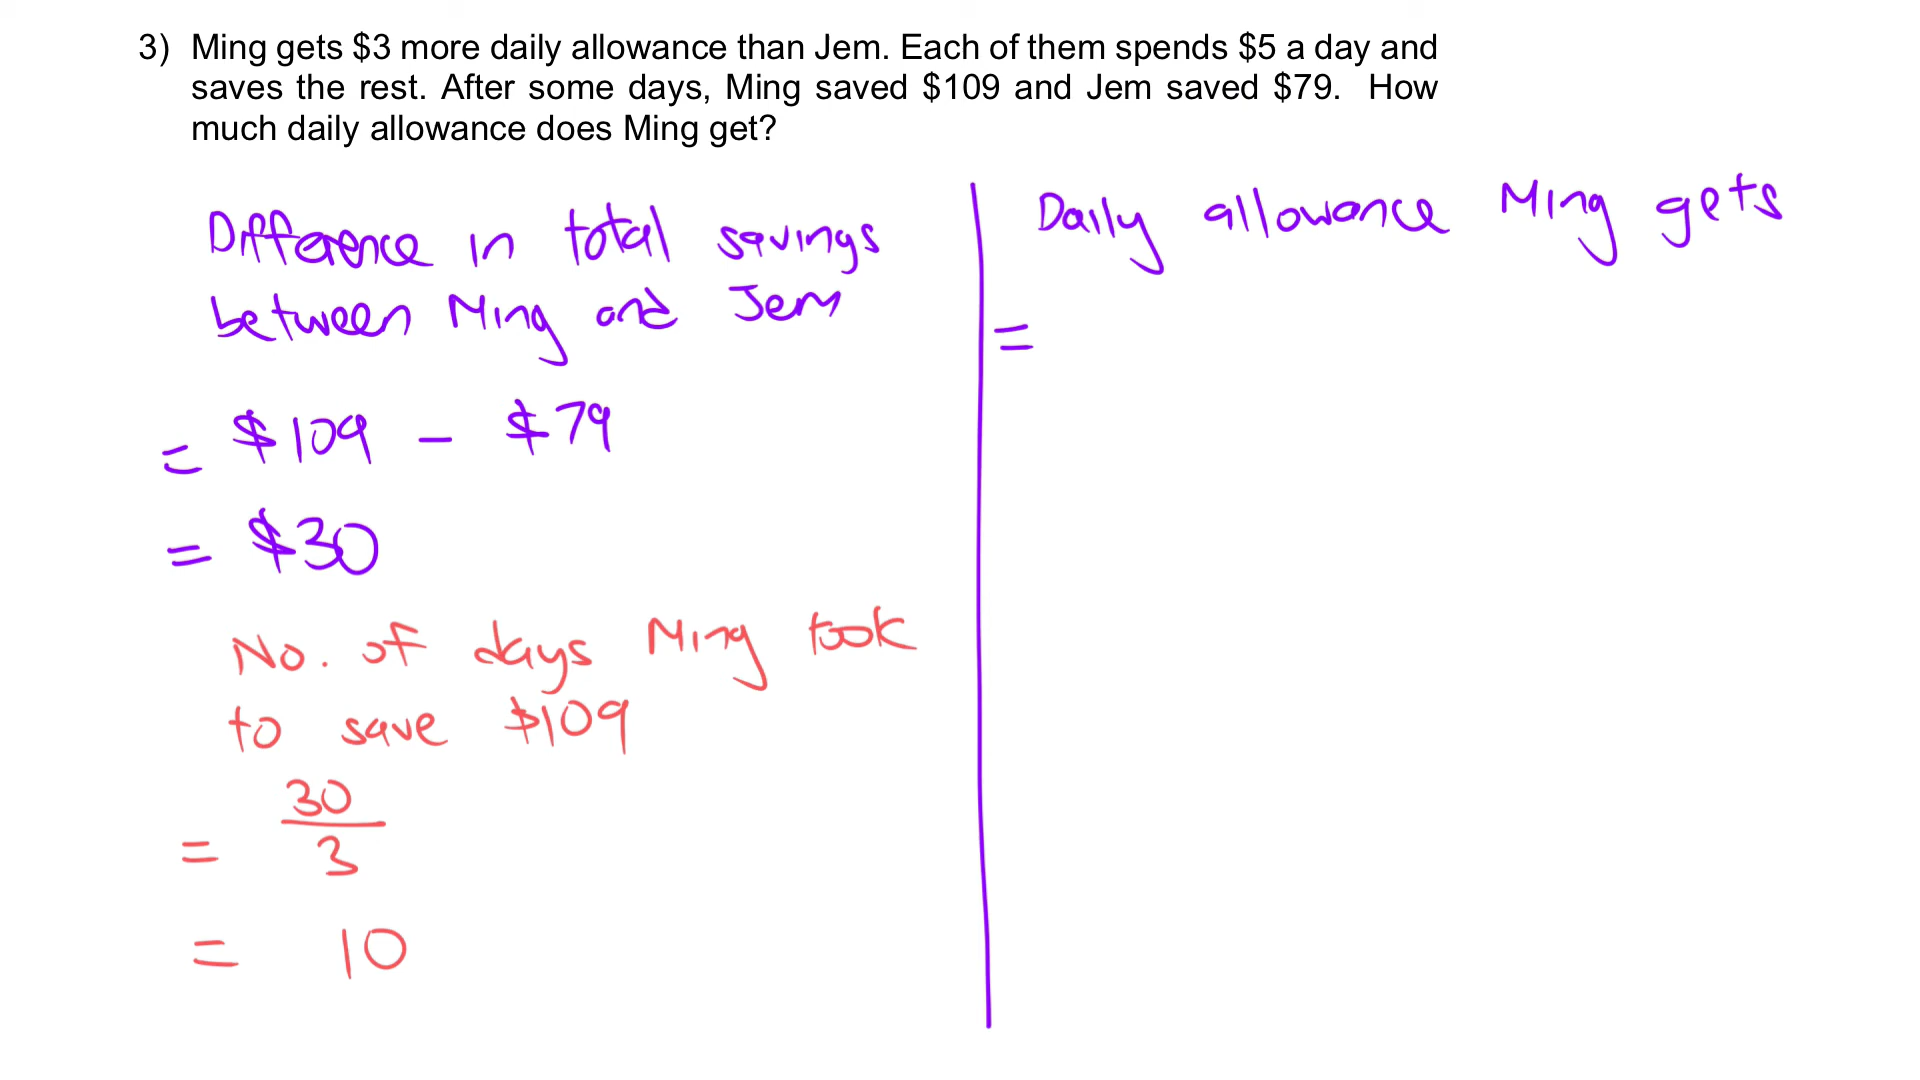 3) Ming gets $3 more daily allowance than Jem. Each of them spends $5 a day and
saves the rest. After some days, Ming saved $109 and Jem saved $79. How
much daily allowance does Ming get?
Difference in total savings
between Ming and Jem
= $109 - $79
= $30
No. of days Ming took
to save $109
= 30/3
= 10
Daily allowance Ming gets
=